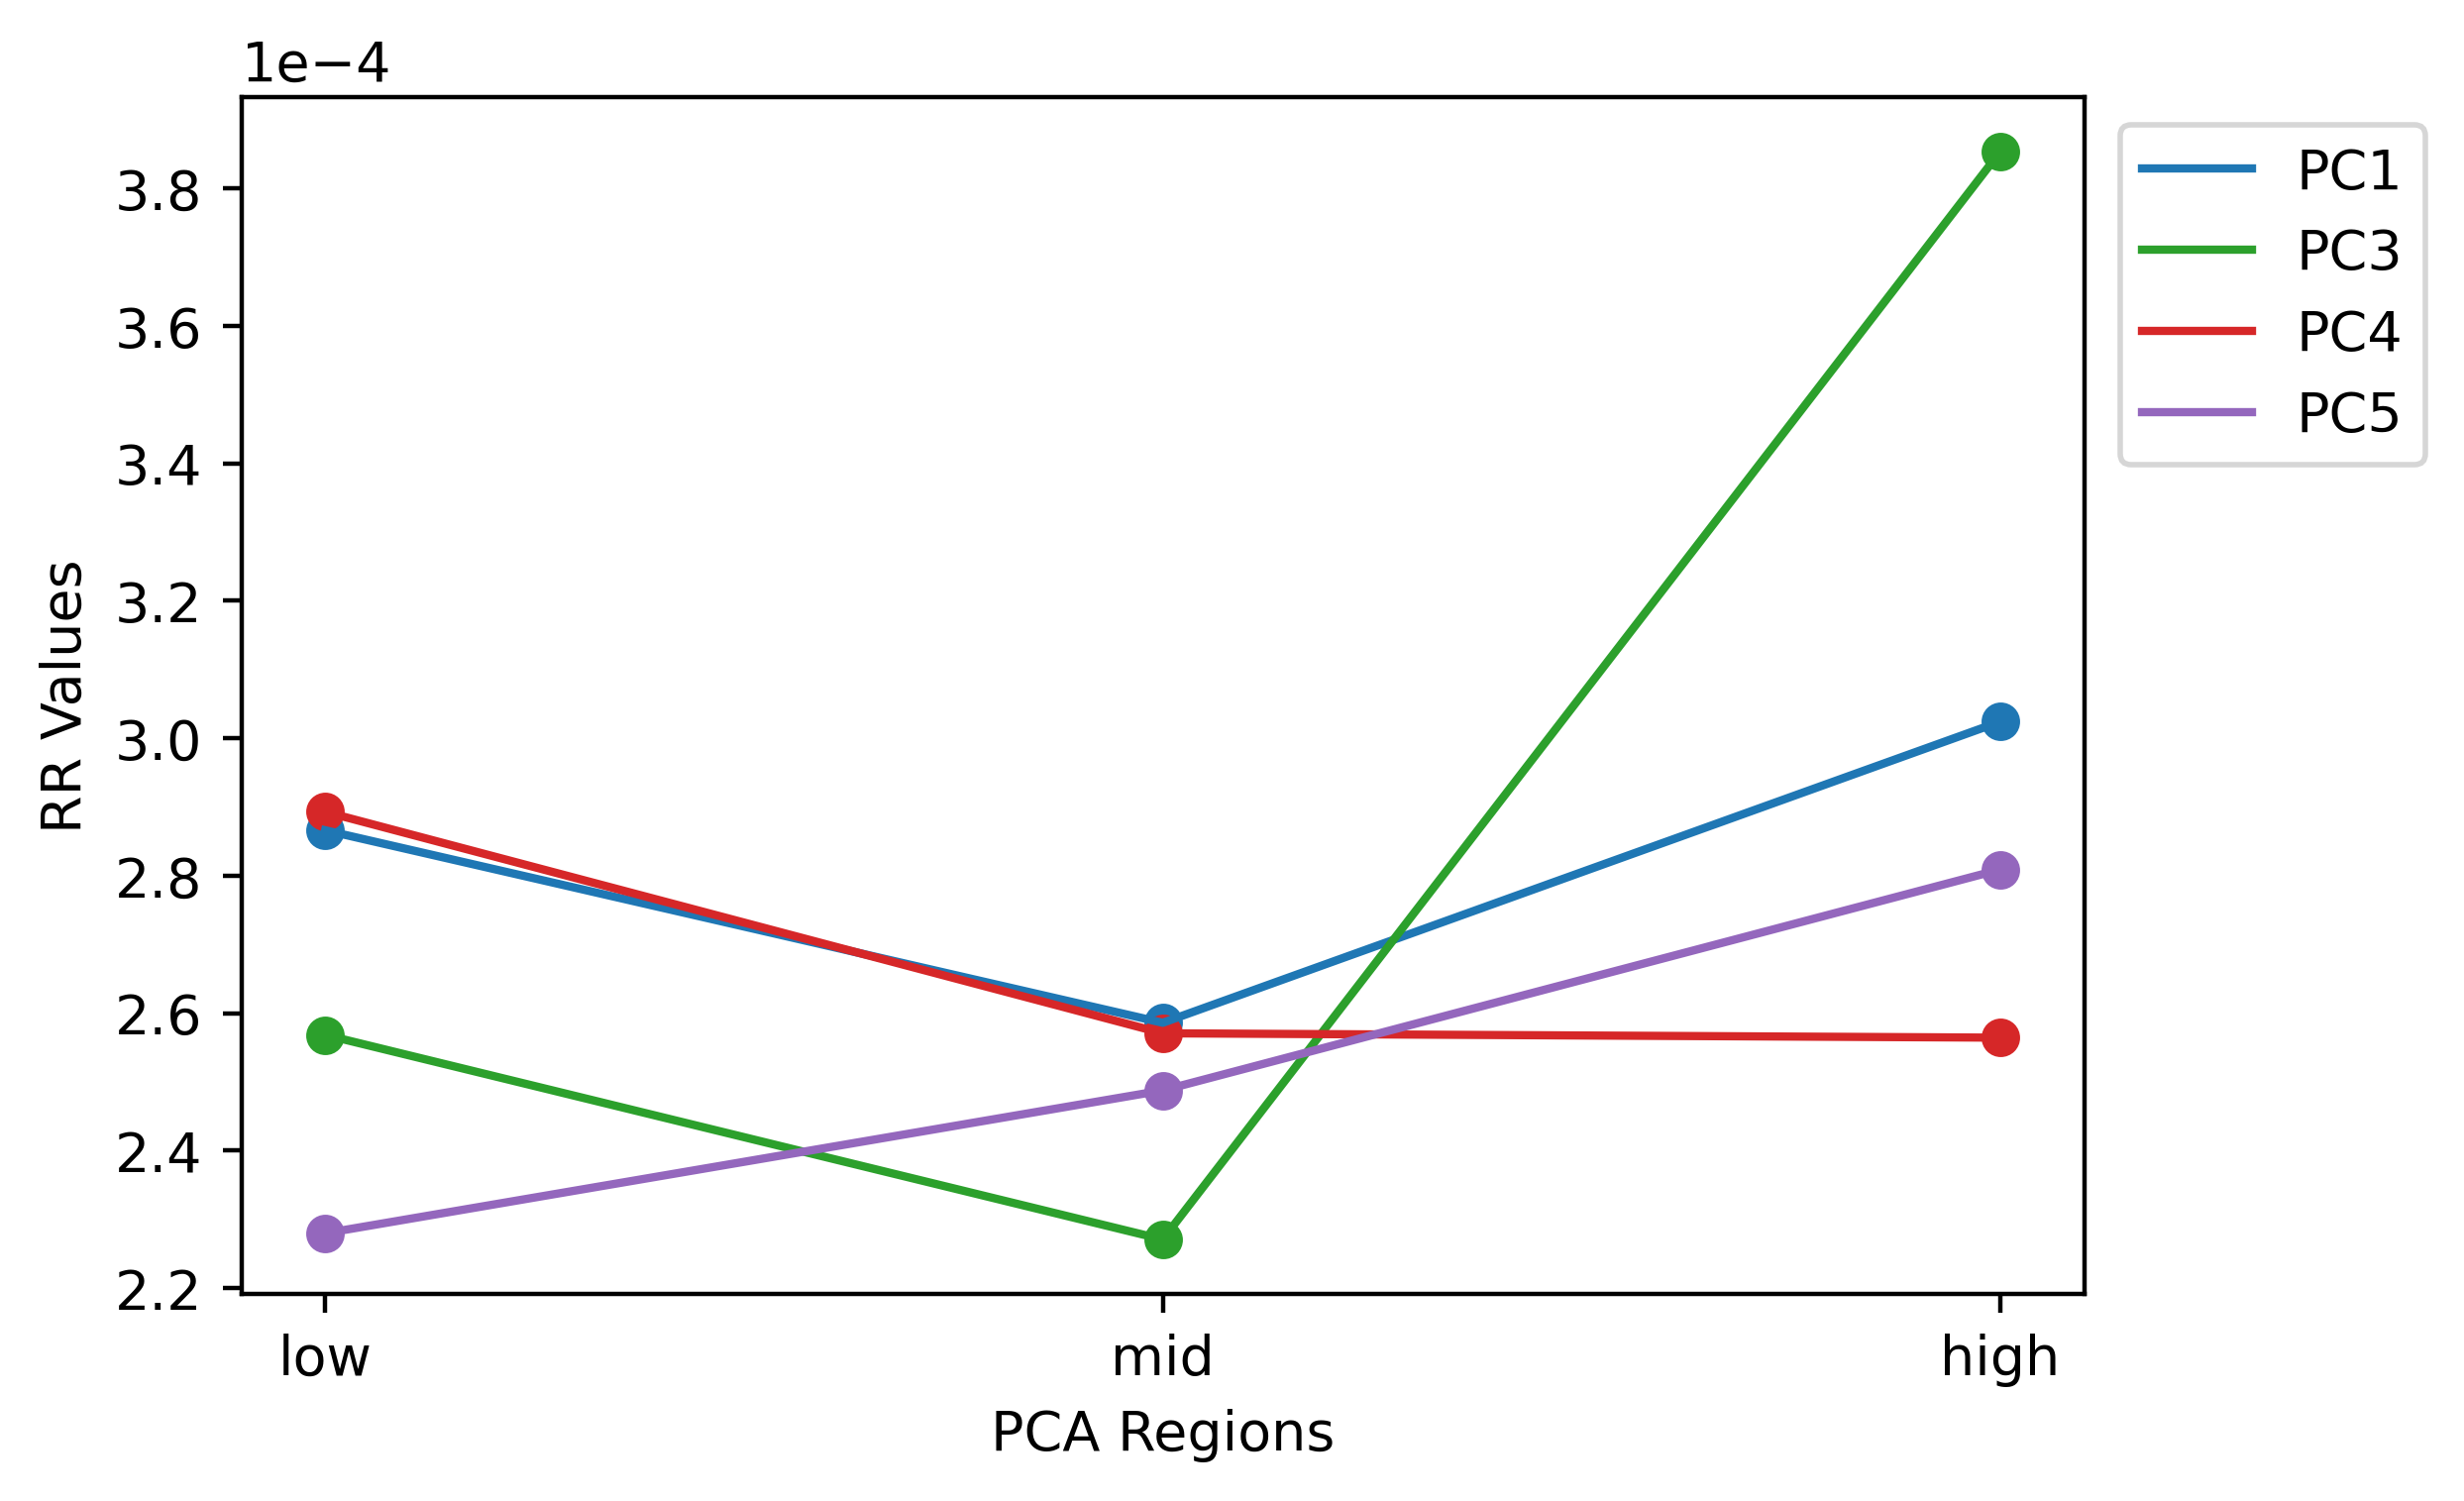 1e−4
3.8
3.6
3.4
3.2
3.0
2.8
2.6
2.4
2.2
RR Values
low
mid
high
PCA Regions
PC1
PC3
PC4
PC5